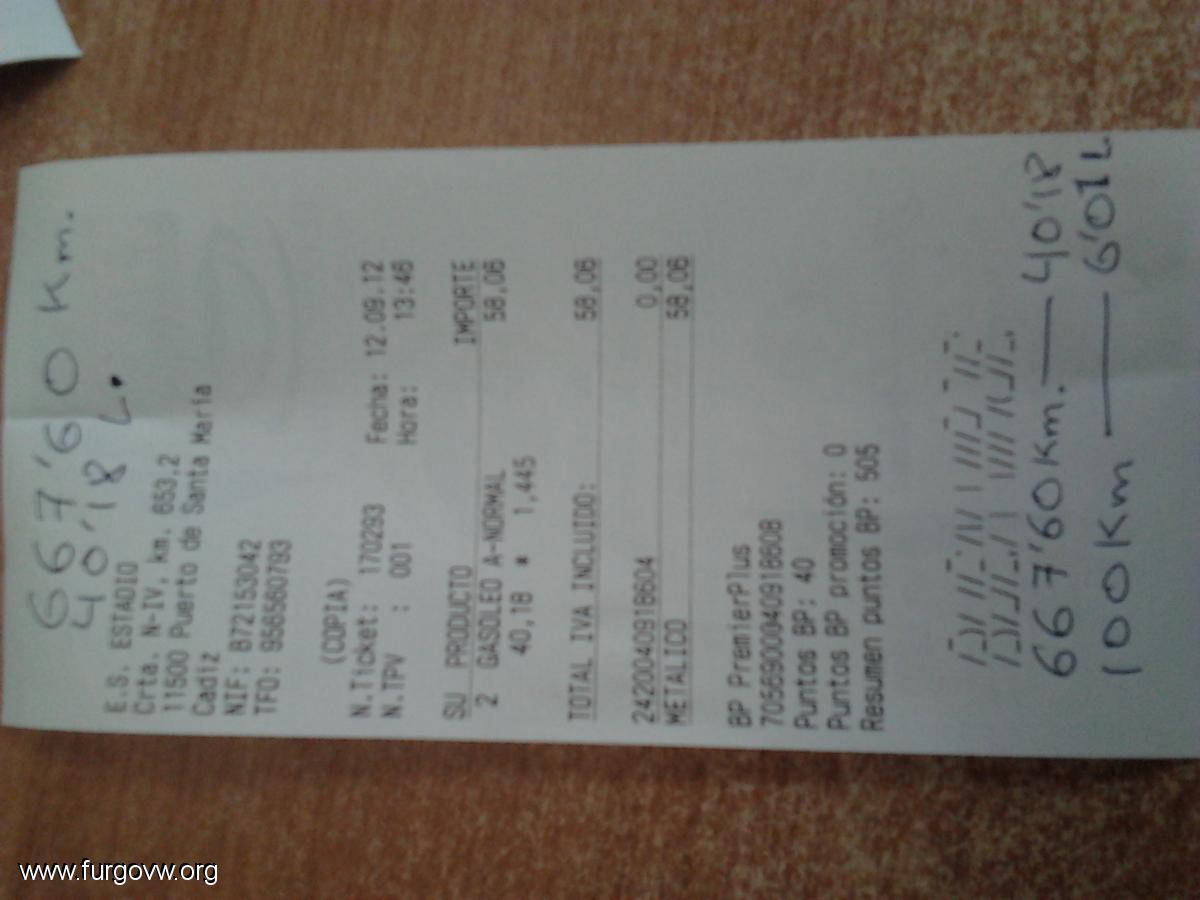 667'60 Km.
40'18 L.
E.S. ESTADIO
Crta. N-IV, km. 653,2
11500 Puerto de Santa María
Cadiz
NIF: B72153042
TFO: 956560793
(COPIA)
N.Ticket: 170293 Fecha: 12.09.12
N.TPV : 001 Hora: 13:46
SU PRODUCTO IMPORTE
2 GASOLEO A-NORMAL 58,06
40,18 * 1,445
TOTAL IVA INCLUIDO: 58,06
2420040918604 0,00
METALICO 58,06
BP PremierPlus
Puntos BP: 40
Puntos BP promoción: 0
Resumen puntos BP: 505
667'60 Km. — 40'18
100 Km — 6'01 L
www.furgovw.org